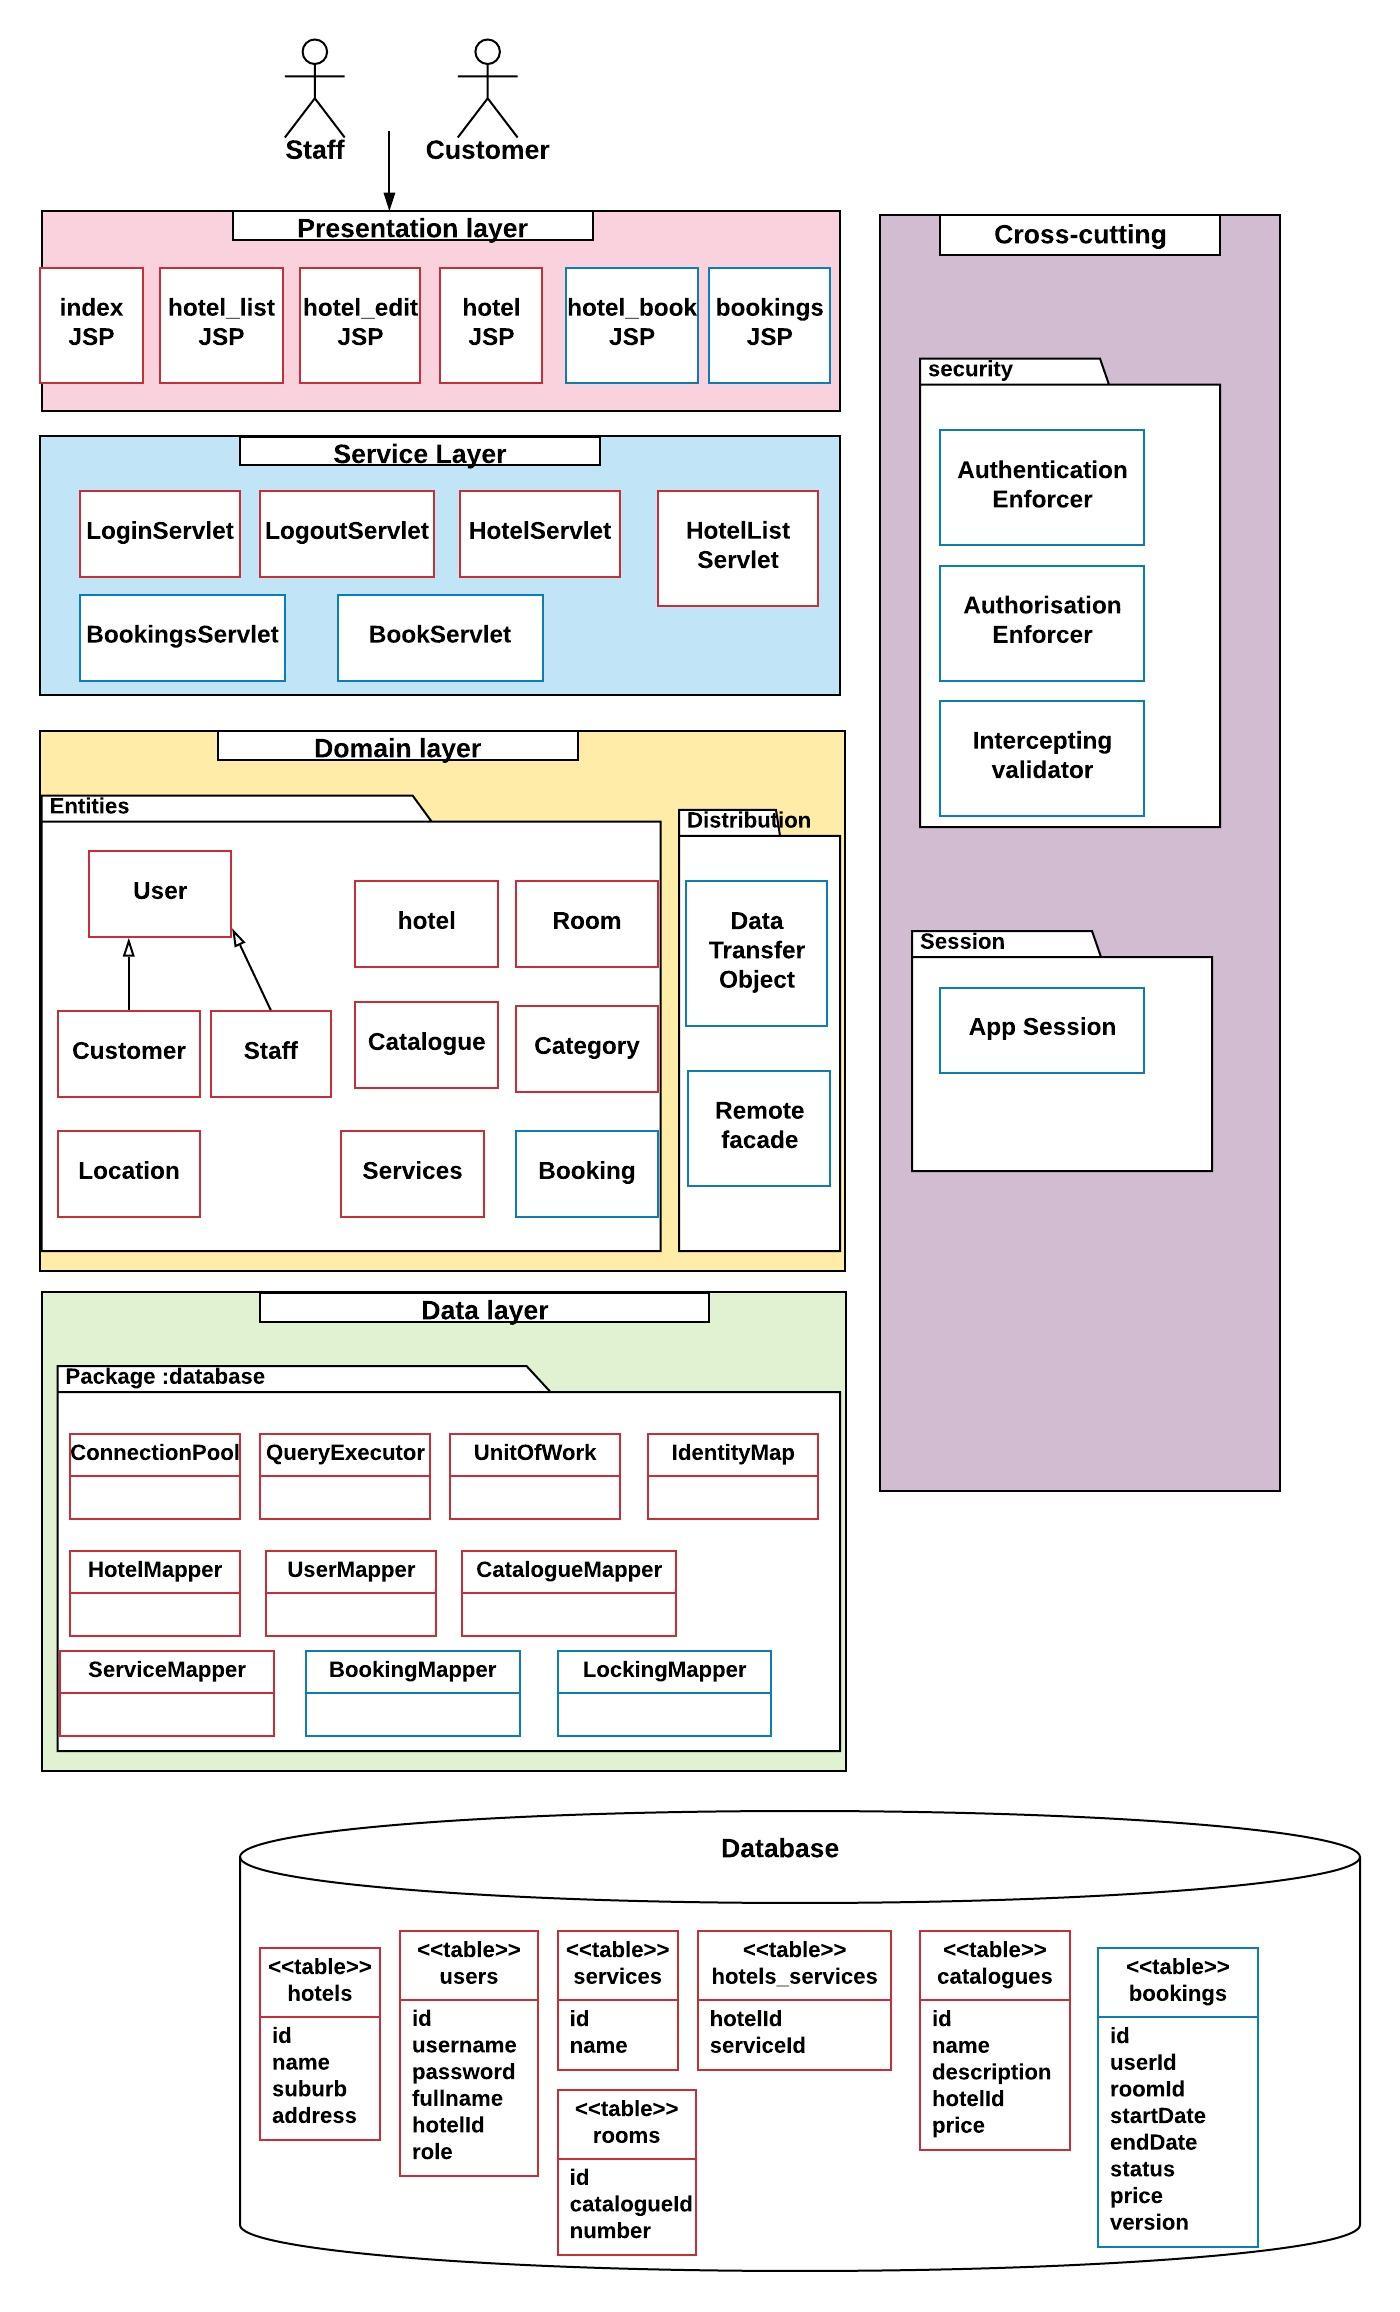 Staff
Customer
Presentation layer
index
JSP
hotel_list
JSP
hotel_edit
JSP
hotel
JSP
hotel_book
JSP
bookings
JSP
Service Layer
LoginServlet
LogoutServlet
HotelServlet
HotelList
Servlet
BookingsServlet
BookServlet
Domain layer
Entities
User
hotel
Room
Customer
Staff
Catalogue
Category
Location
Services
Booking
Distribution
Data
Transfer
Object
Remote
facade
Data layer
Package :database
ConnectionPool
QueryExecutor
UnitOfWork
IdentityMap
HotelMapper
UserMapper
CatalogueMapper
ServiceMapper
BookingMapper
LockingMapper
Cross-cutting
security
Authentication
Enforcer
Authorisation
Enforcer
Intercepting
validator
Session
App Session
Database
<<table>>
hotels
id
name
suburb
address
<<table>>
users
id
username
password
fullname
hotelId
role
<<table>>
services
id
name
<<table>>
rooms
id
catalogueId
number
<<table>>
hotels_services
hotelId
serviceId
<<table>>
catalogues
id
name
description
hotelId
price
<<table>>
bookings
id
userId
roomId
startDate
endDate
status
price
version